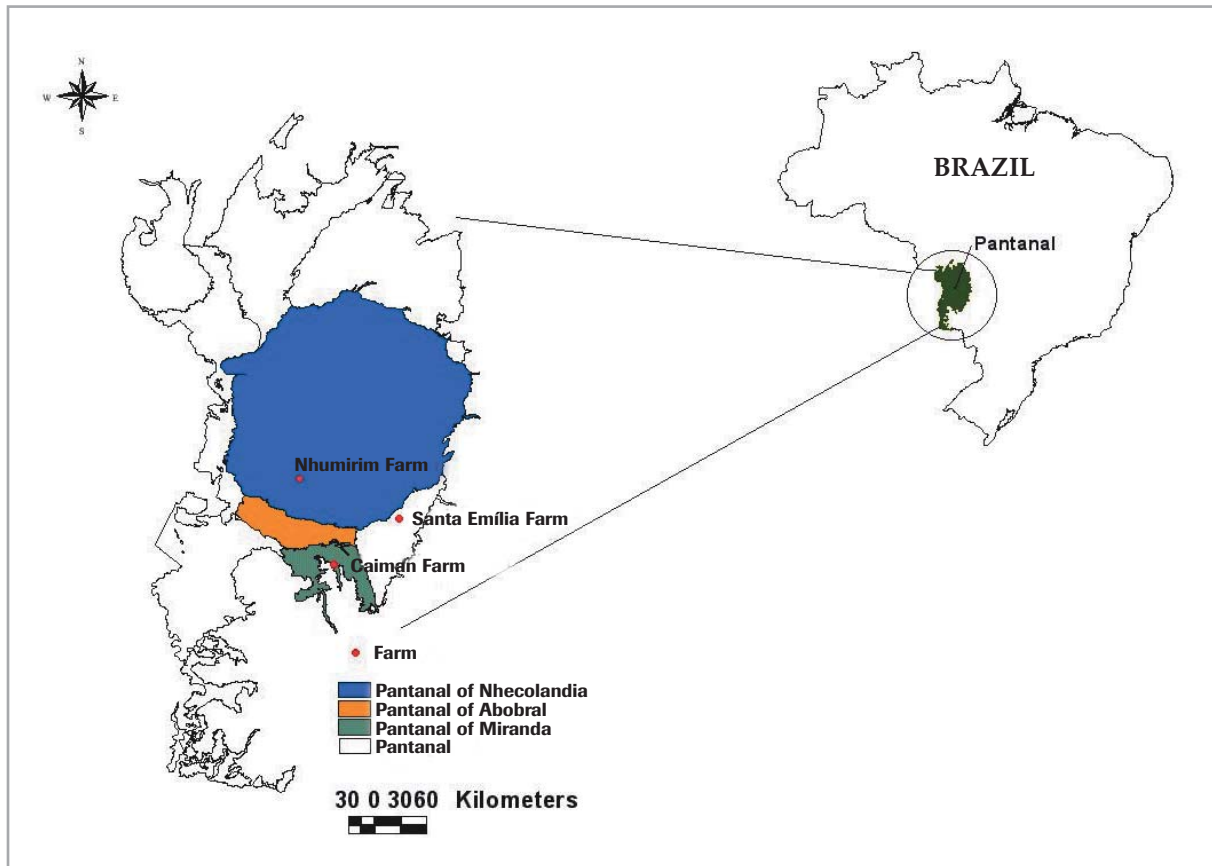 N
W
E
S
BRAZIL
Pantanal
Nhumirim Farm
Santa Emília Farm
Caiman Farm
Farm
Pantanal of Nhecolandia
Pantanal of Abobral
Pantanal of Miranda
Pantanal
30 0 3060 Kilometers